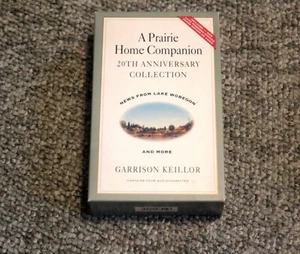 A Prairie
Home Companion
20TH ANNIVERSARY
COLLECTION
NEWS FROM LAKE WOBEGON
AND MORE
GARRISON KEILLOR